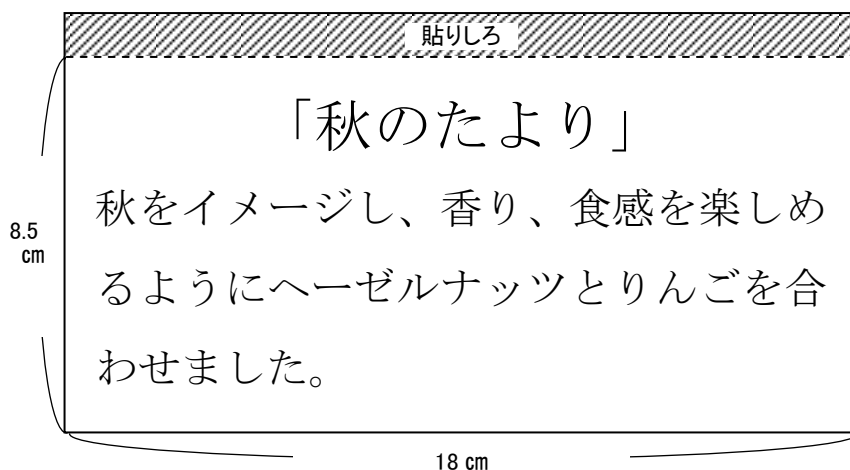 貼りしろ
「秋のたより」
秋をイメージし、香り、食感を楽しめ
るようにヘーゼルナッツとりんごを合
わせました。
8.5
cm
18 cm